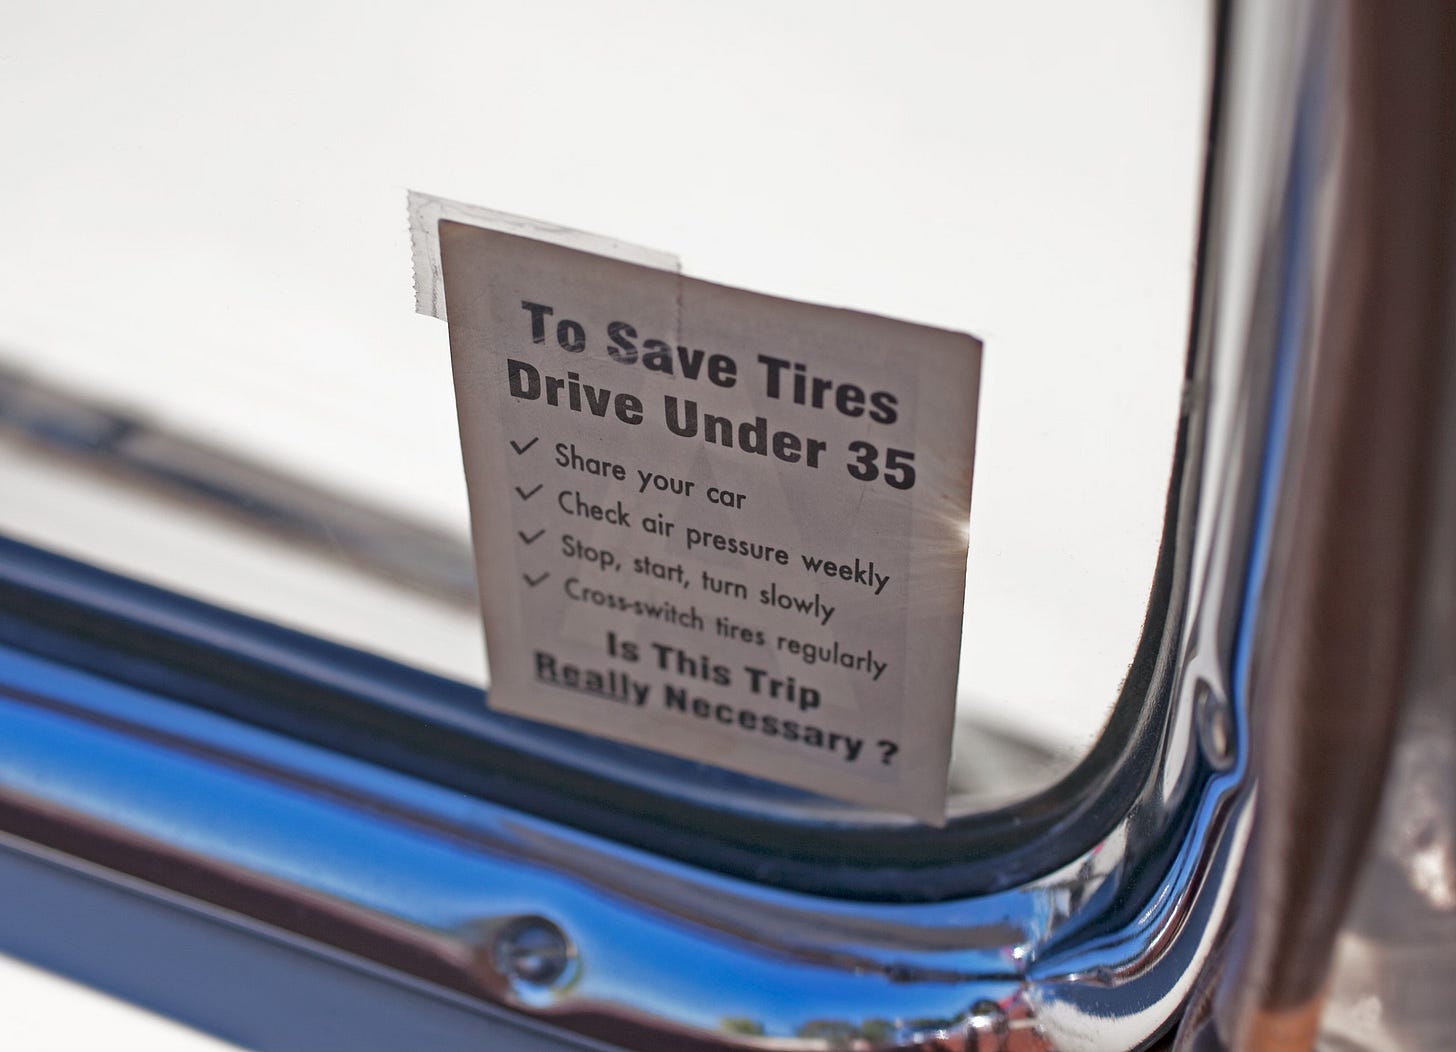 To Save Tires
Drive Under 35
✓ Share your car
✓ Check air pressure weekly
✓ Stop, start, turn slowly
✓ Cross-switch tires regularly
Is This Trip
Really Necessary ?